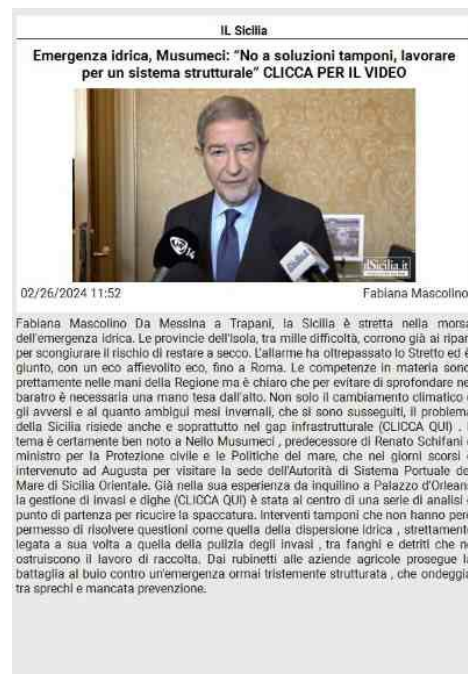 IL Sicilia
Emergenza idrica, Musumeci: “No a soluzioni tamponi, lavorare
per un sistema strutturale” CLICCA PER IL VIDEO
14
ilSicilia.it
02/26/2024 11:52
Fabiana Mascolino
Fabiana Mascolino Da Messina a Trapani, la Sicilia è stretta nella morsa
dell'emergenza idrica. Le provincie dell'Isola, tra mille difficoltà, corrono già ai ripari
per scongiurare il rischio di restare a secco. L'allarme ha oltrepassato lo Stretto ed è
giunto, con un eco affievolito eco, fino a Roma. Le competenze in materia sono
prettamente nelle mani della Regione ma è chiaro che per evitare di sprofondare nel
baratro è necessaria una mano tesa dall'alto. Non solo il cambiamento climatico e
gli avversi e al quanto ambigui mesi invernali, che si sono susseguiti, il problema
della Sicilia risiede anche e soprattutto nel gap infrastrutturale (CLICCA QUI) .
tema è certamente ben noto a Nello Musumeci , predecessore di Renato Schifani e
ministro per la Protezione civile e le Politiche del mare, che nei giorni scorsi è
intervenuto ad Augusta per visitare la sede dell'Autorità di Sistema Portuale del
Mare di Sicilia Orientale. Già nella sua esperienza da inquilino a Palazzo d'Orleans
la gestione di invasi e dighe (CLICCA QUI) è stata al centro di una serie di analisi e
punto di partenza per ricucire la spaccatura. Interventi tamponi che non hanno però
permesso di risolvere questioni come quella della dispersione idrica , strettamente
legata a sua volta a quella della pulizia degli invasi , tra fanghi e detriti che ne
ostruiscono il lavoro di raccolta. Dai rubinetti alle aziende agricole prosegue la
battaglia al buio contro un'emergenza ormai tristemente strutturata , che ondeggia
tra sprechi e mancata prevenzione.